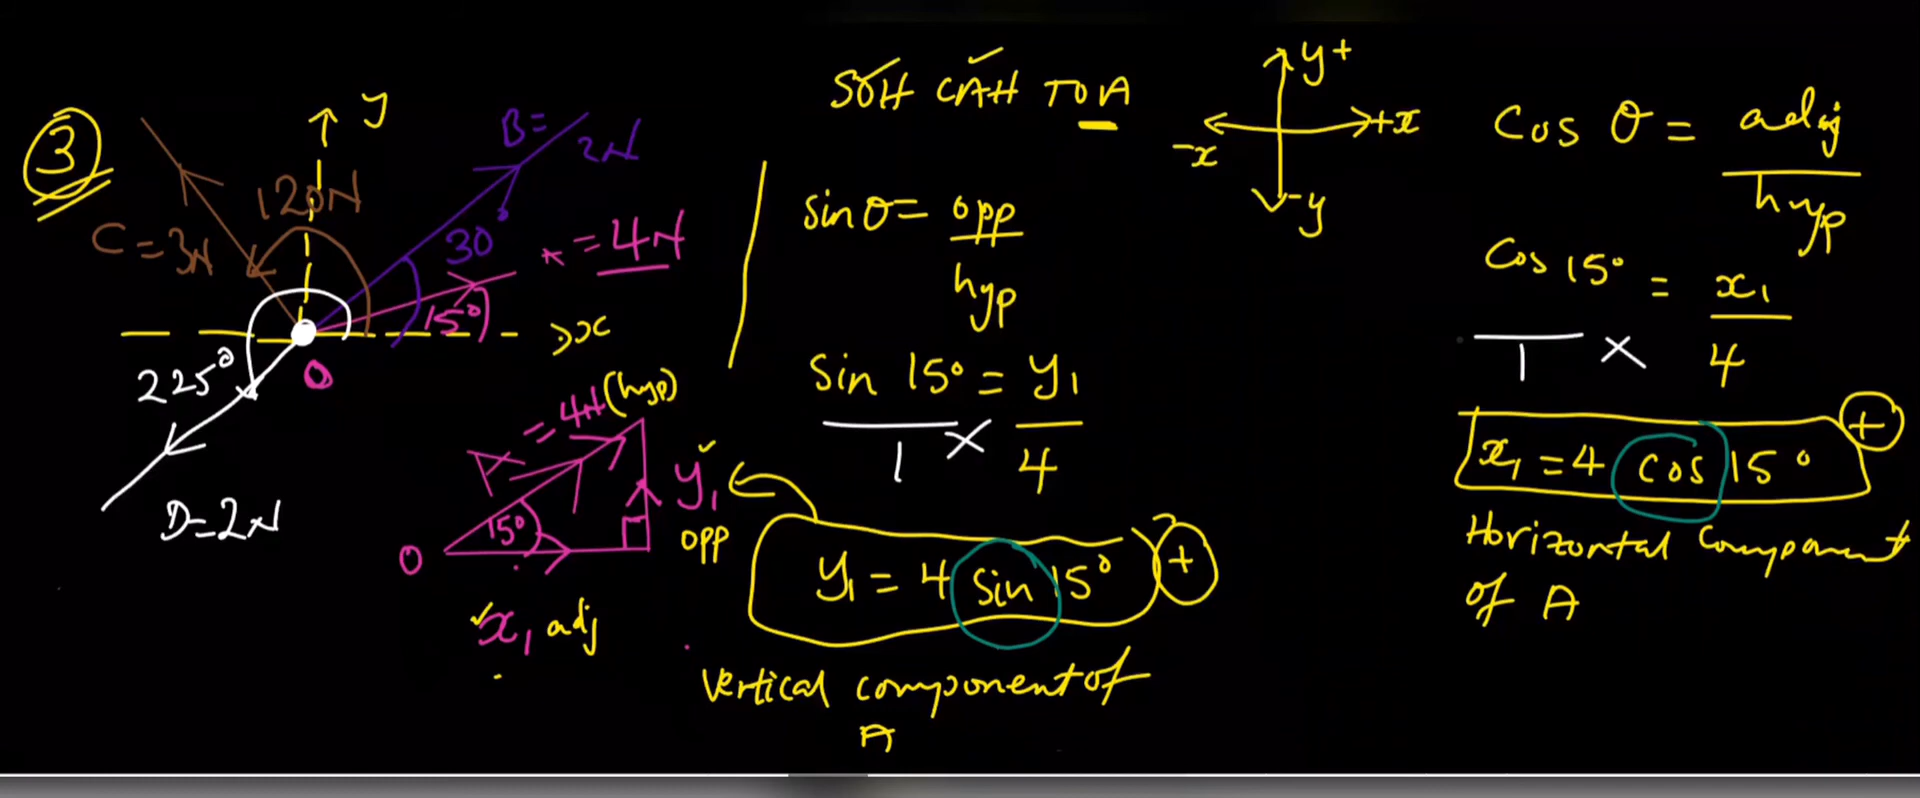 3
y
B =
2N
120N
C = 3N
30°
A = 4N
15°
x
O
225°
D = 2N
A = 4N (hyp)
15°
O
y₁
opp
x₁ adj
SOH CAH TOA
y+
-x
+x
-y
sin θ = opp
hyp
Sin 15° = y₁
1 × 4
y₁ = 4 sin 15° +
Vertical component of
A
Cos θ = adj
hyp
Cos 15° = x₁
1 × 4
x₁ = 4 cos 15° +
Horizontal component
of A